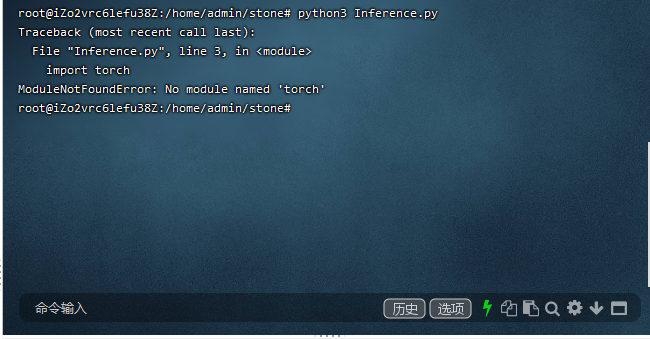 root@iZo2vrc6lefu38Z:/home/admin/stone# python3 Inference.py
Traceback (most recent call last):
  File "Inference.py", line 3, in <module>
    import torch
ModuleNotFoundError: No module named 'torch'
root@iZo2vrc6lefu38Z:/home/admin/stone#
命令输入 历史 选项